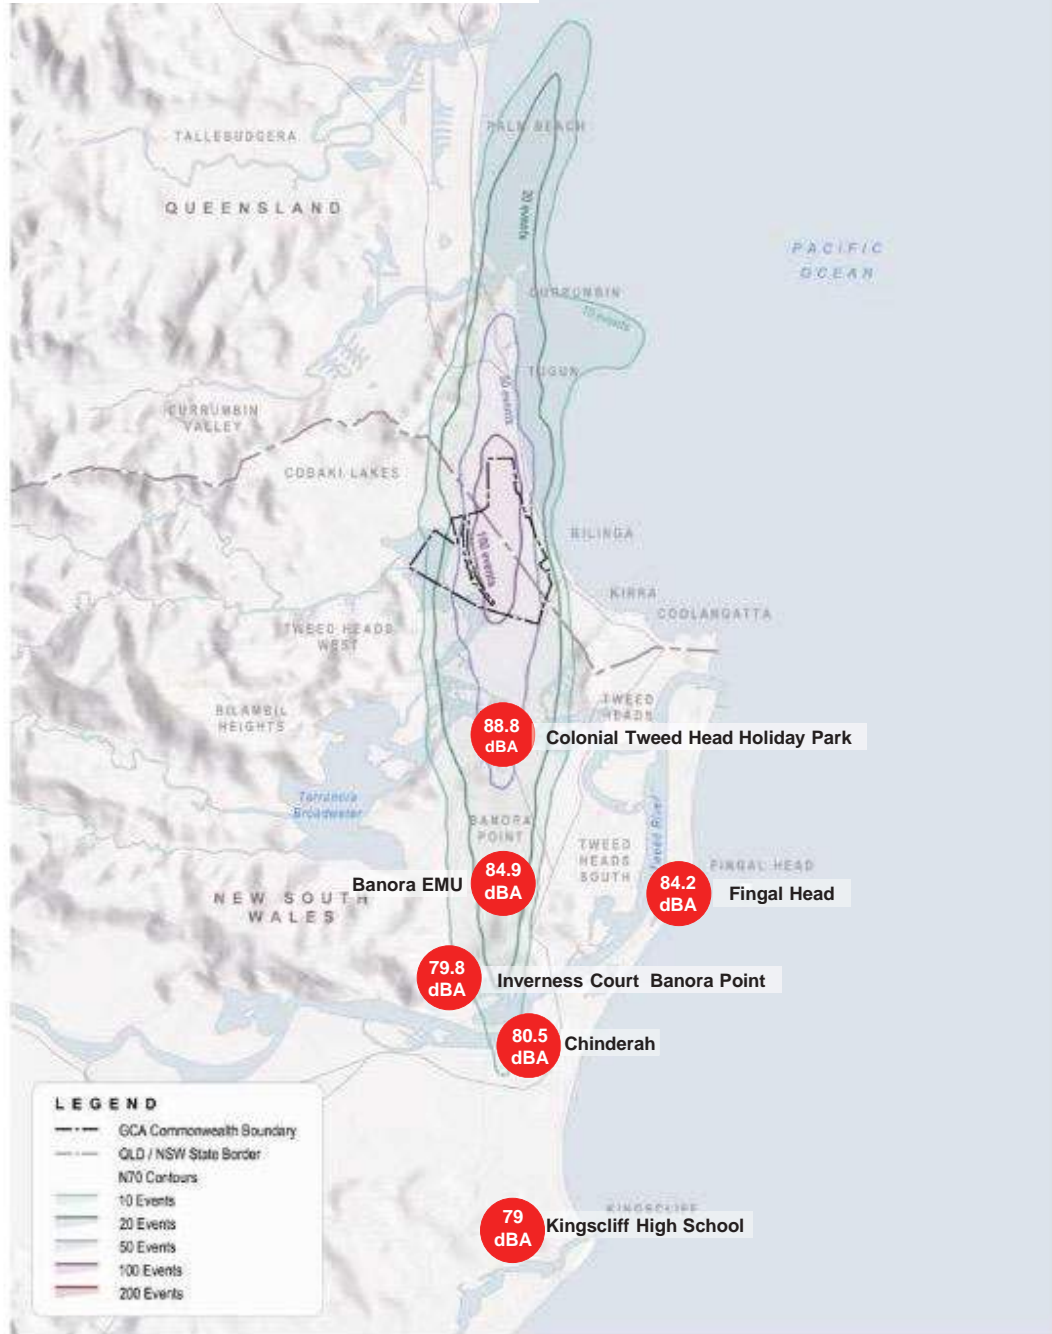 PALM BEACH
TALLEBUDGERA
QUEENSLAND
20 events
PACIFIC
OCEAN
CURRUMBIN
10 events
TUGUN
50 events
CURRUMBIN
VALLEY
COBAKI LAKES
BILINGA
100 events
KIRRA
COOLANGATTA
TWEED HEADS
WEST
TWEED
HEADS
BILAMBIL
HEIGHTS
88.8
dBA
Colonial Tweed Head Holiday Park
Terranora
Broadwater
BANORA
POINT
Tweed River
TWEED
HEADS
SOUTH
FINGAL HEAD
Banora EMU
84.9
dBA
84.2
dBA
Fingal Head
NEW SOUTH
WALES
79.8
dBA
Inverness Court Banora Point
80.5
dBA
Chinderah
LEGEND
GCA Commonwealth Boundary
QLD / NSW State Border
N70 Contours
10 Events
20 Events
50 Events
100 Events
200 Events
KINGSCLIFF
79
dBA
Kingscliff High School